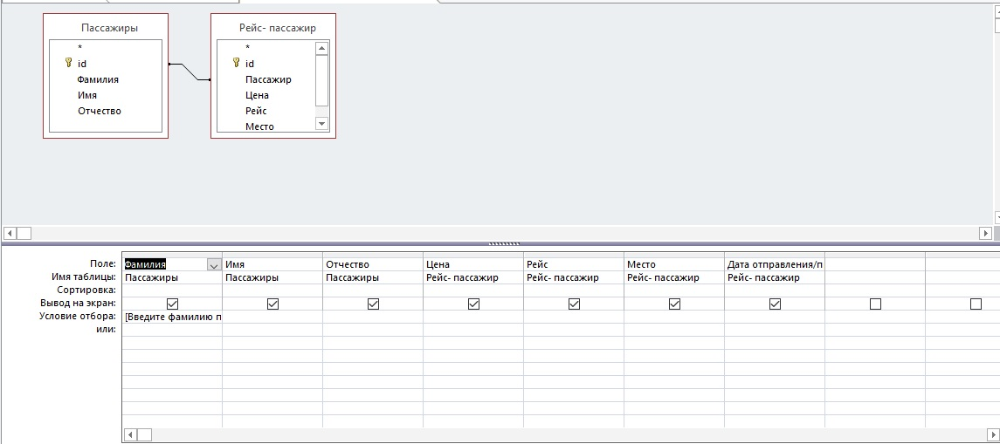 Пассажиры
*
id
Фамилия
Имя
Отчество
Рейс- пассажир
*
id
Пассажир
Цена
Рейс
Место
Поле: Фамилия Имя Отчество Цена Рейс Место Дата отправления/п
Имя таблицы: Пассажиры Пассажиры Пассажиры Рейс- пассажир Рейс- пассажир Рейс- пассажир Рейс- пассажир
Сортировка:
Вывод на экран:
Условие отбора: [Введите фамилию п
или: